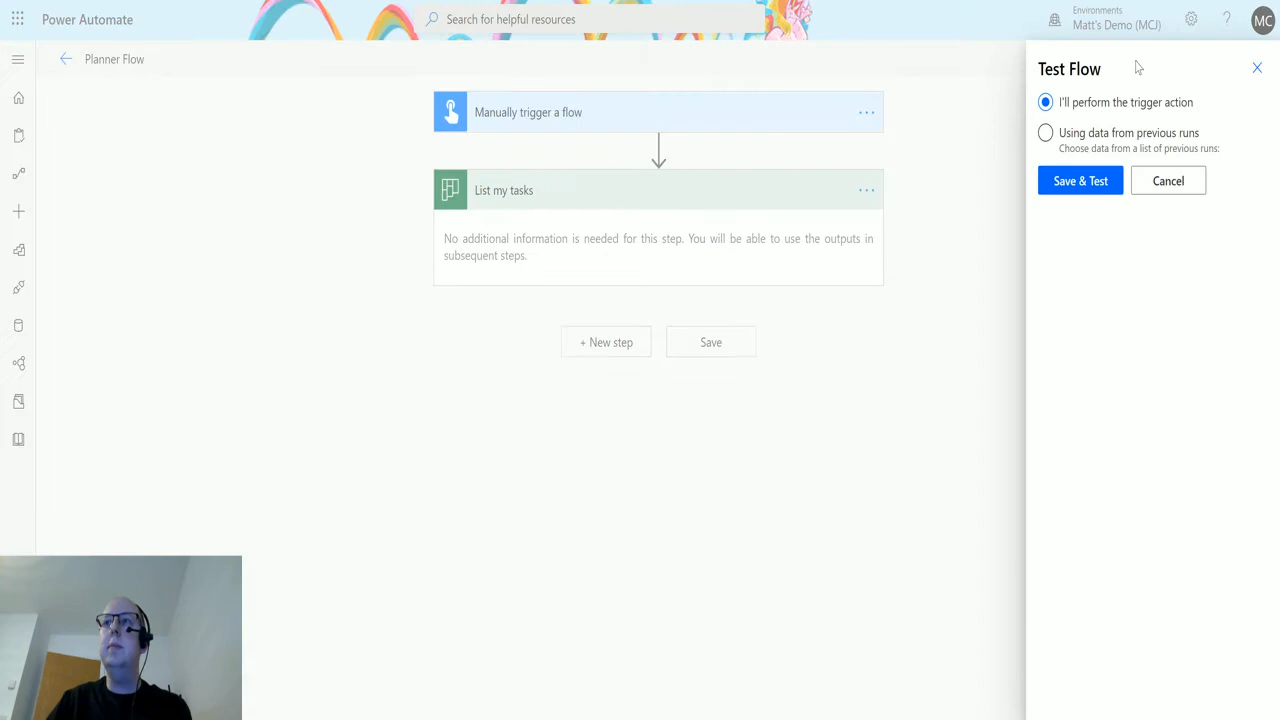 Power Automate
Search for helpful resources
Environments
Matt's Demo (MCJ)
?
MC
Planner Flow
Manually trigger a flow
...
List my tasks
...
No additional information is needed for this step. You will be able to use the outputs in
subsequent steps.
+ New step
Save
Test Flow
I'll perform the trigger action
Using data from previous runs
Choose data from a list of previous runs:
Save & Test
Cancel